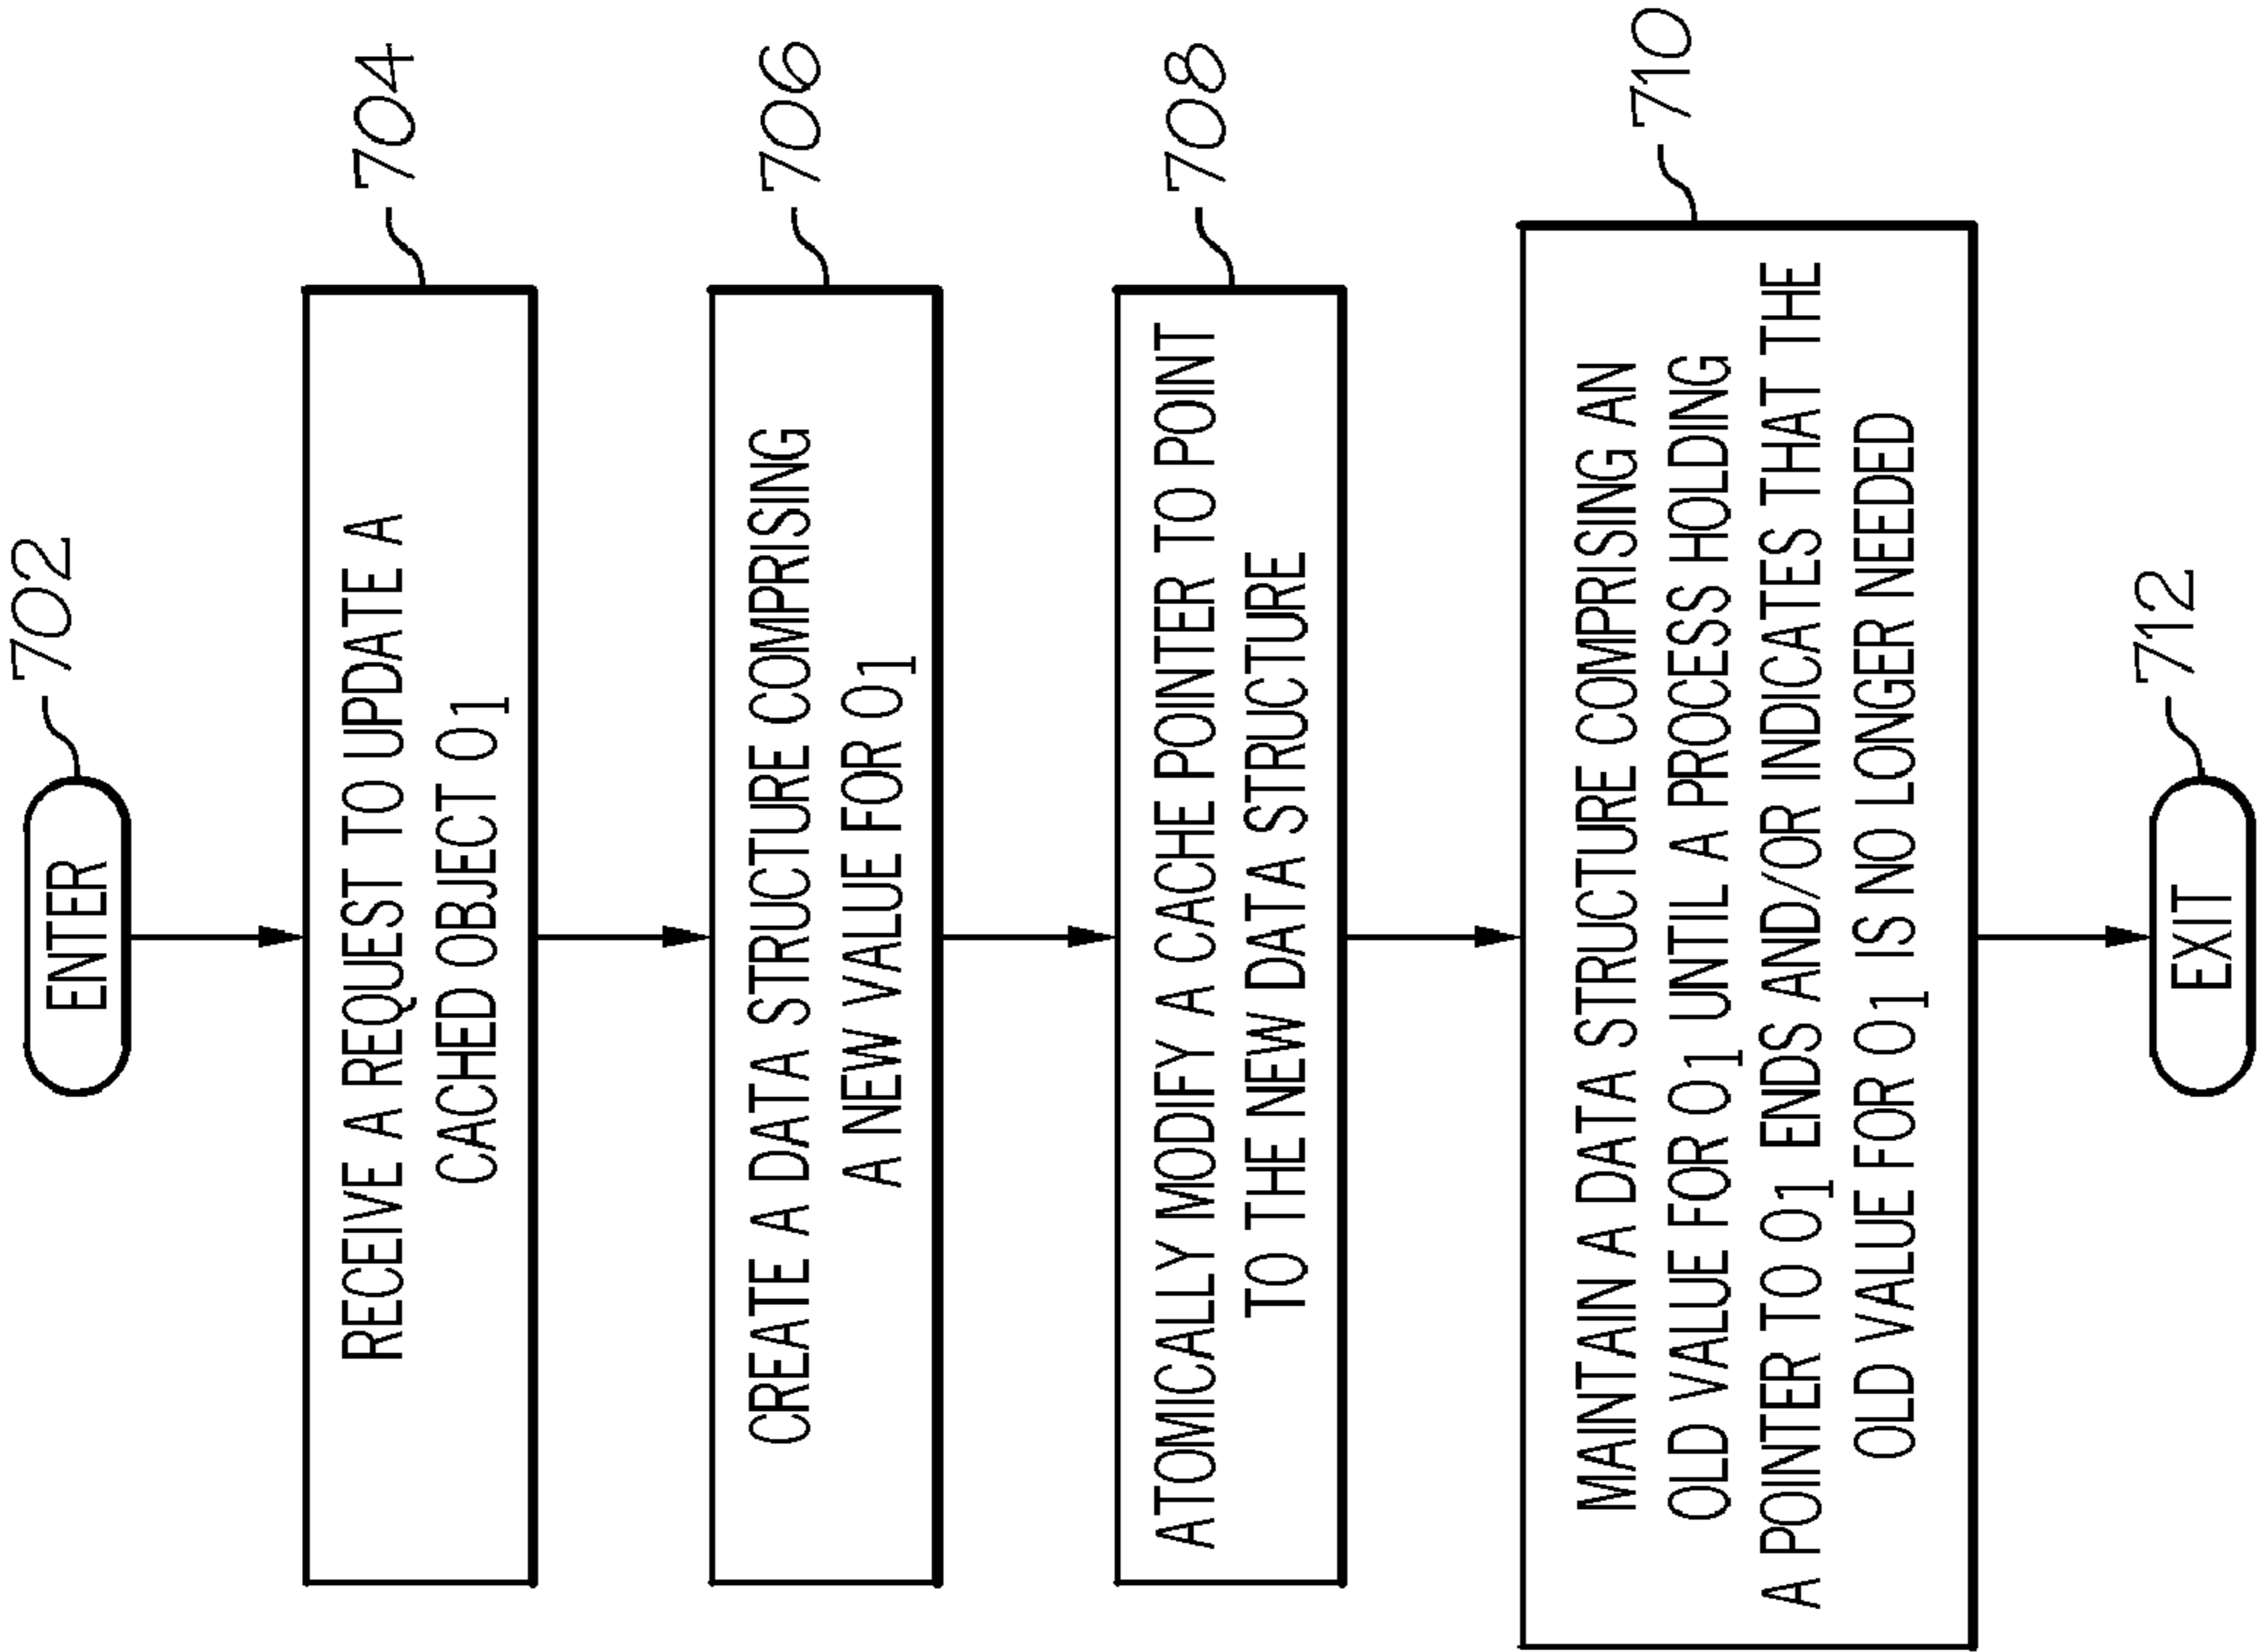 702
ENTER
704
RECEIVE A REQUEST TO UPDATE A
CACHED OBJECT O₁
706
CREATE A DATA STRUCTURE COMPRISING
A NEW VALUE FOR O₁
708
ATOMICALLY MODIFY A CACHE POINTER TO POINT
TO THE NEW DATA STRUCTURE
710
MAINTAIN A DATA STRUCTURE COMPRISING AN
OLD VALUE FOR O₁ UNTIL A PROCESS HOLDING
A POINTER TO O₁ ENDS AND/OR INDICATES THAT THE
OLD VALUE FOR O₁ IS NO LONGER NEEDED
712
EXIT